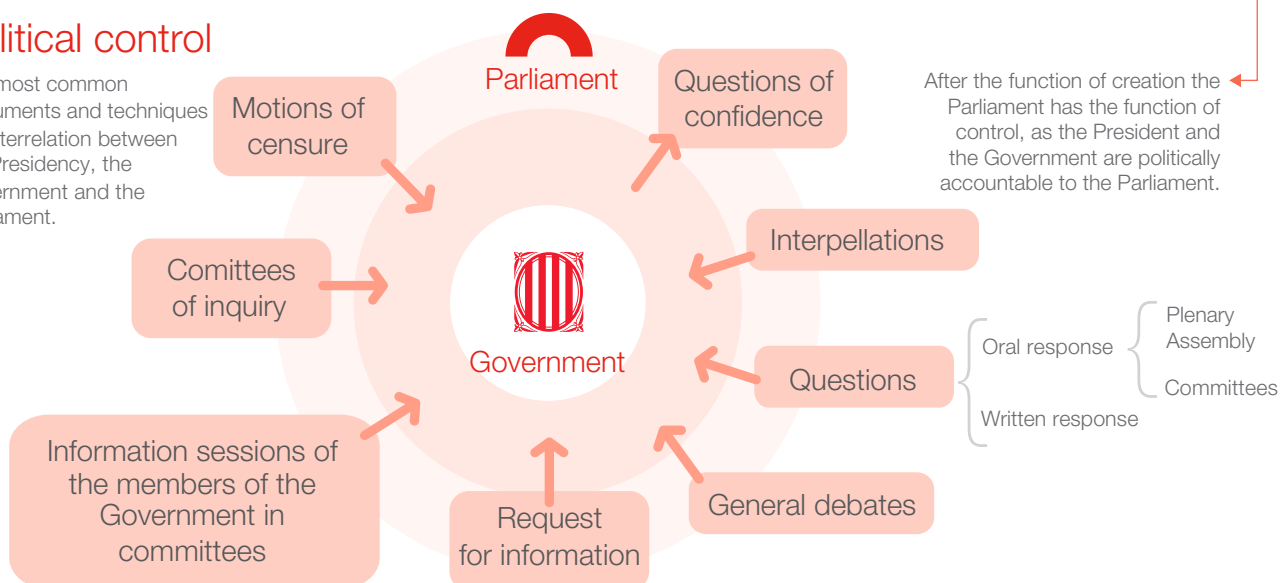 litical control
most common
uments and techniques
terrelation between
Presidency, the
ernment and the
ament.
Parliament
Motions of
censure
Questions of
confidence
After the function of creation the
Parliament has the function of
control, as the President and
the Government are politically
accountable to the Parliament.
Comittees
of inquiry
Interpellations
Government
Questions
Oral response
Plenary
Assembly
Committees
Written response
Information sessions of
the members of the
Government in
committees
Request
for information
General debates